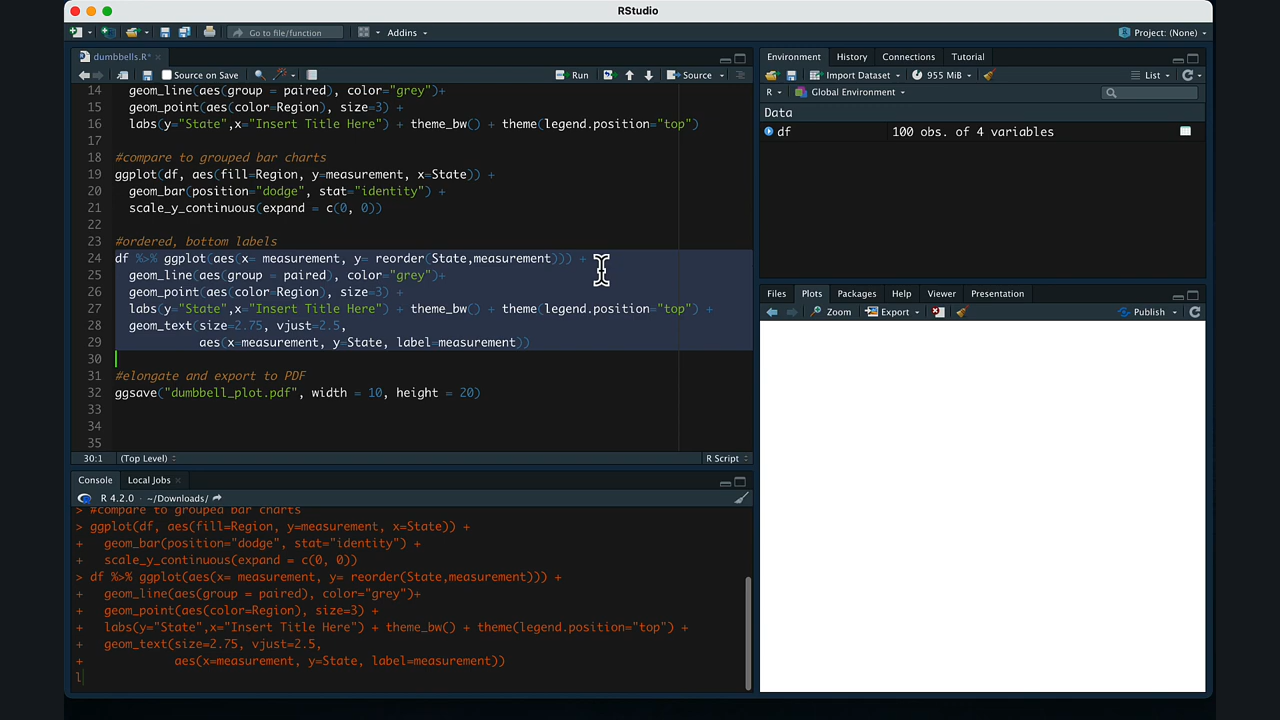 RStudio
Go to file/function
Addins
Project: (None)
dumbbells.R*
Source on Save
Run
Source
14 geom_line(aes(group = paired), color="grey")+
15 geom_point(aes(color=Region), size=3) +
16 labs(y="State",x="Insert Title Here") + theme_bw() + theme(legend.position="top")
17
18 #compare to grouped bar charts
19 ggplot(df, aes(fill=Region, y=measurement, x=State)) +
20 geom_bar(position="dodge", stat="identity") +
21 scale_y_continuous(expand = c(0, 0))
22
23 #ordered, bottom labels
24 df %>% ggplot(aes(x= measurement, y= reorder(State,measurement))) +
25 geom_line(aes(group = paired), color="grey")+
26 geom_point(aes(color=Region), size=3) +
27 labs(y="State",x="Insert Title Here") + theme_bw() + theme(legend.position="top") +
28 geom_text(size=2.75, vjust=2.5,
29 aes(x=measurement, y=State, label=measurement))
30
31 #elongate and export to PDF
32 ggsave("dumbbell_plot.pdf", width = 10, height = 20)
33
34
35
30:1 (Top Level) R Script
Console Local Jobs
R 4.2.0 · ~/Downloads/
> #compare to grouped bar charts
> ggplot(df, aes(fill=Region, y=measurement, x=State)) +
+ geom_bar(position="dodge", stat="identity") +
+ scale_y_continuous(expand = c(0, 0))
> df %>% ggplot(aes(x= measurement, y= reorder(State,measurement))) +
+ geom_line(aes(group = paired), color="grey")+
+ geom_point(aes(color=Region), size=3) +
+ labs(y="State",x="Insert Title Here") + theme_bw() + theme(legend.position="top") +
+ geom_text(size=2.75, vjust=2.5,
+ aes(x=measurement, y=State, label=measurement))
Environment History Connections Tutorial
Import Dataset 955 MiB List
R Global Environment
Data
df 100 obs. of 4 variables
Files Plots Packages Help Viewer Presentation
Zoom Export Publish